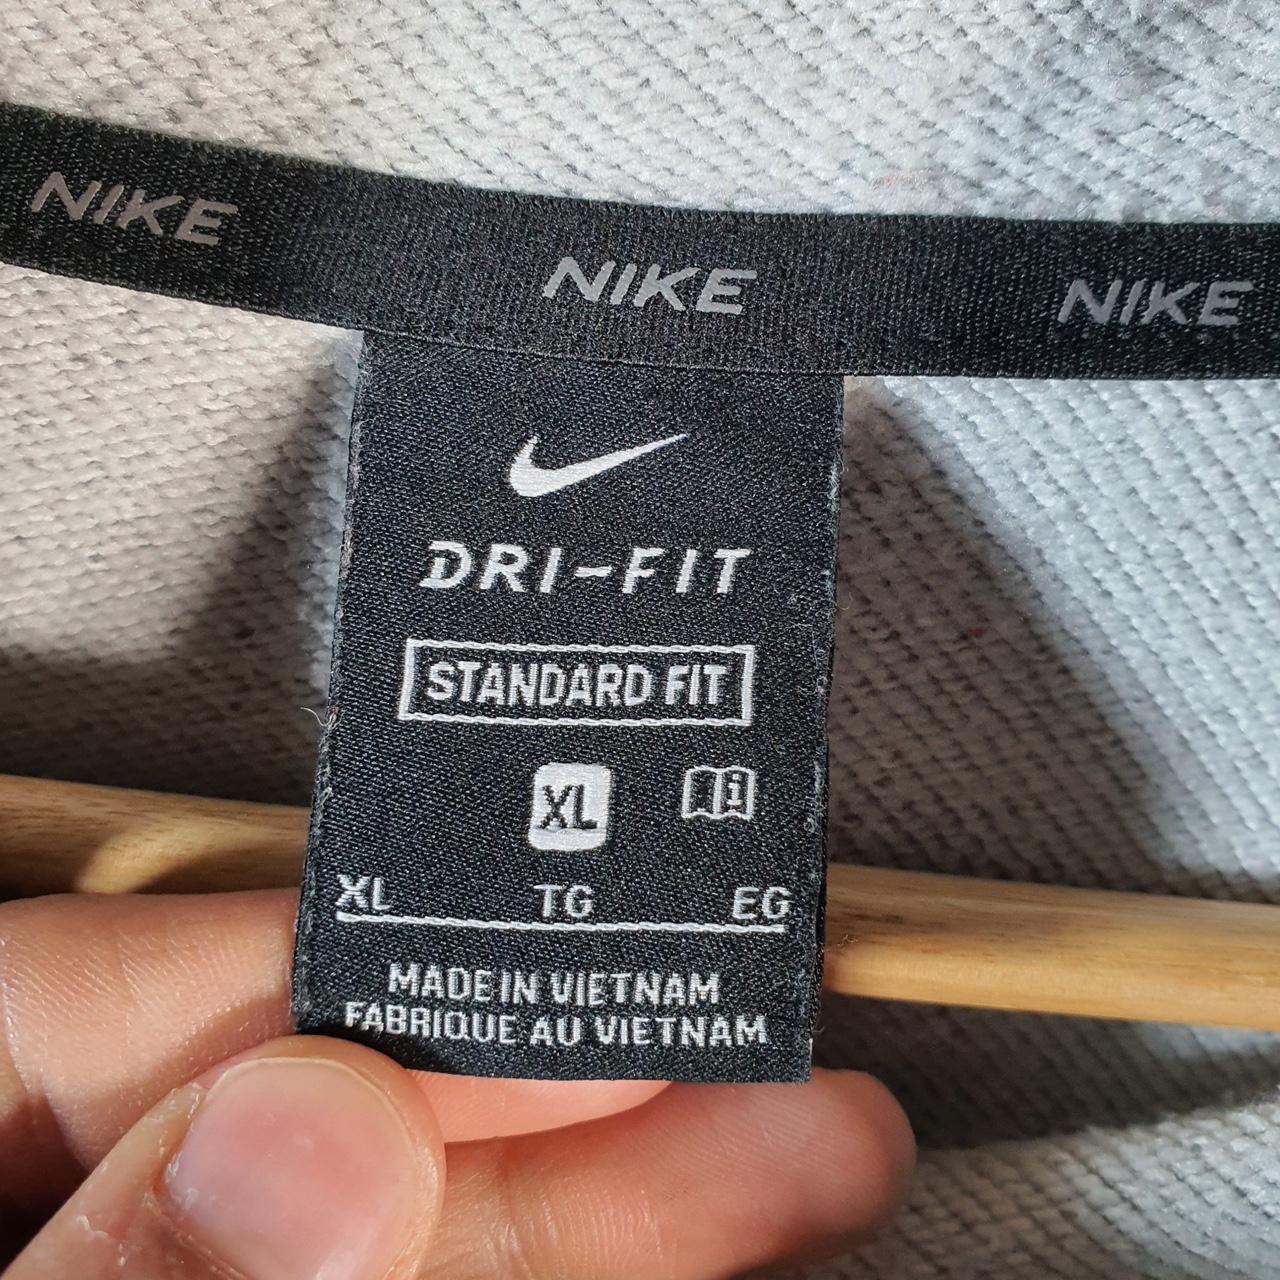 NIKE NIKE NIKE
DRI-FIT
STANDARD FIT
XL
XL TG EG
MADE IN VIETNAM
FABRIQUE AU VIETNAM